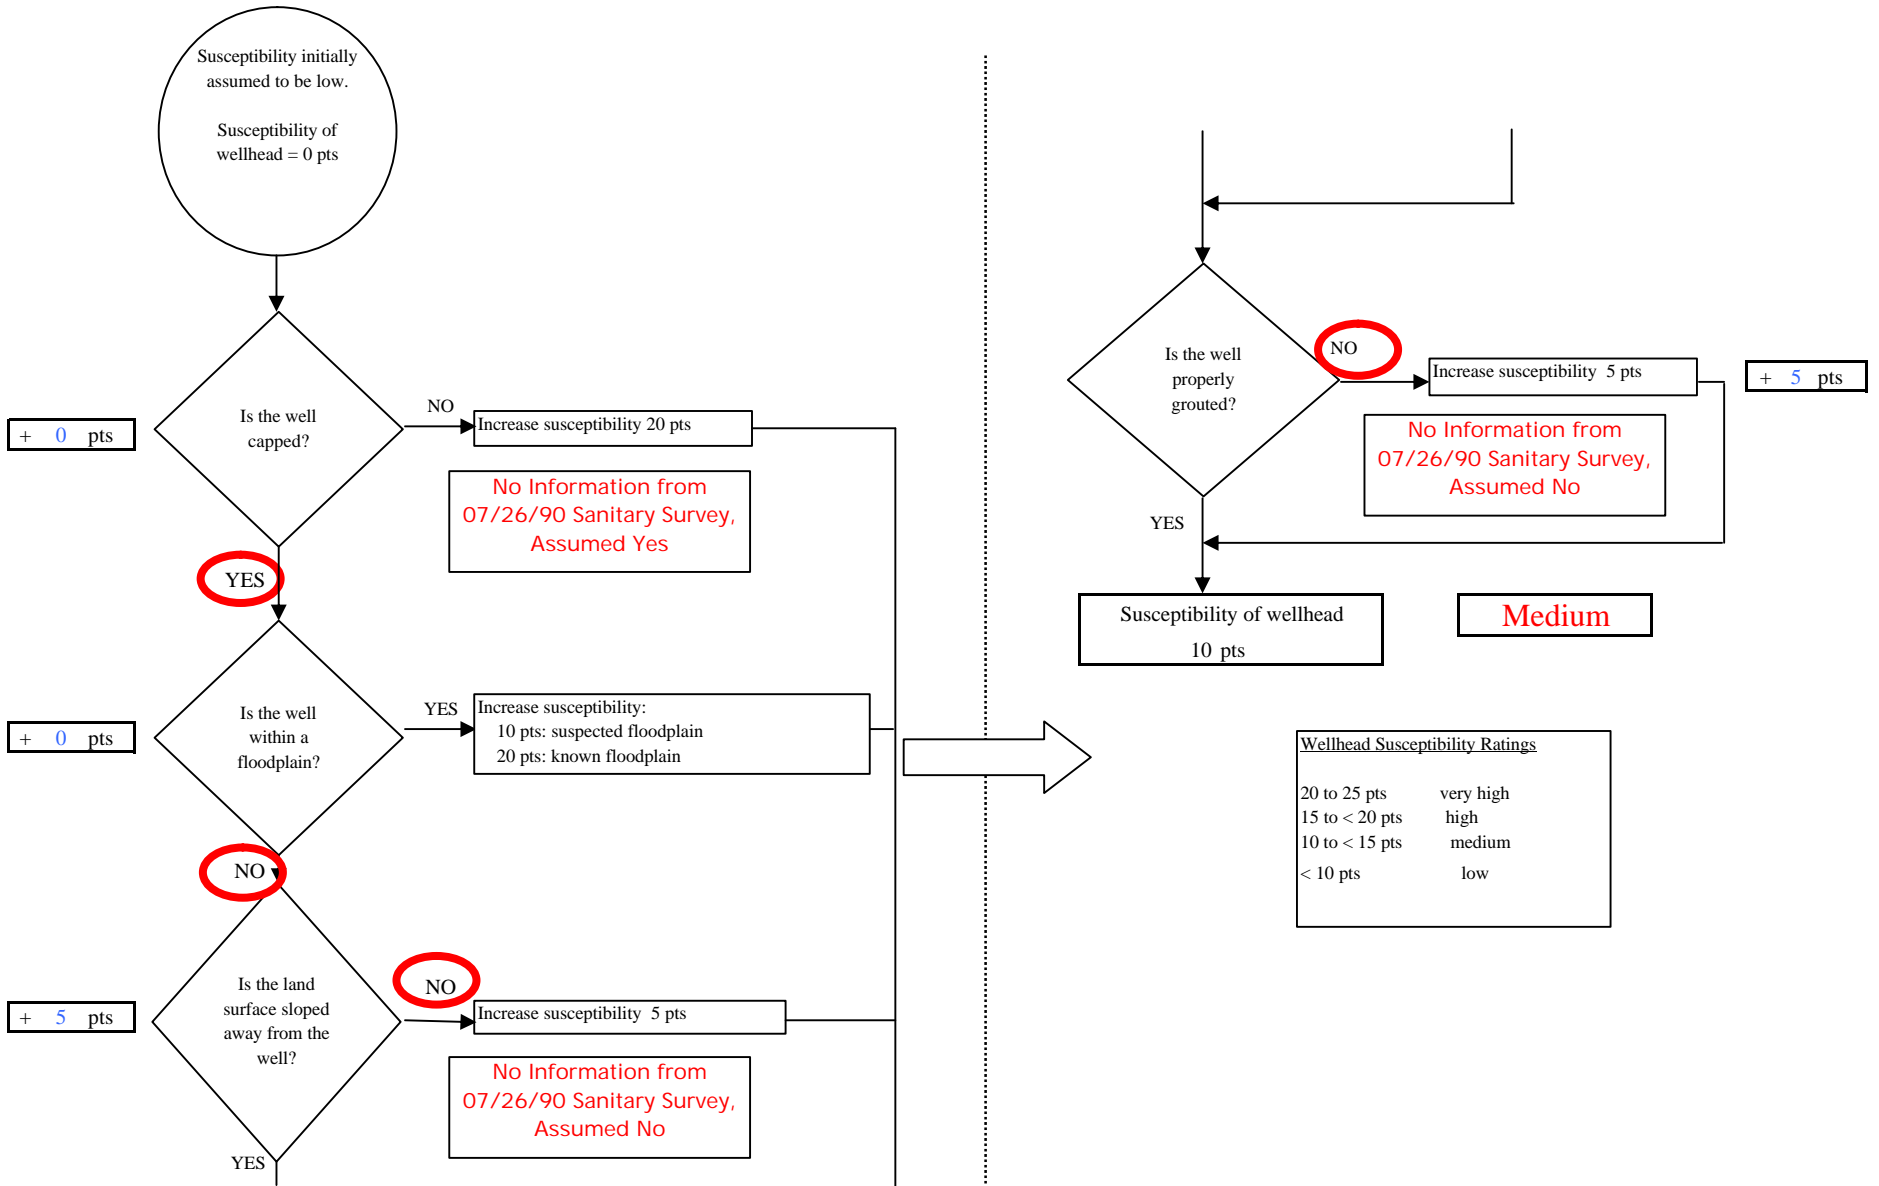 Susceptibility initially
assumed to be low.
Susceptibility of
wellhead = 0 pts
+ 0 pts
Is the well
capped?
NO
Increase susceptibility 20 pts
No Information from
07/26/90 Sanitary Survey,
Assumed Yes
YES
+ 0 pts
Is the well
within a
floodplain?
YES
Increase susceptibility:
10 pts: suspected floodplain
20 pts: known floodplain
NO
+ 5 pts
Is the land
surface sloped
away from the
well?
NO
Increase susceptibility 5 pts
No Information from
07/26/90 Sanitary Survey,
Assumed No
YES
Is the well
properly
grouted?
NO
Increase susceptibility 5 pts
+ 5 pts
No Information from
07/26/90 Sanitary Survey,
Assumed No
YES
Susceptibility of wellhead
10 pts
Medium
Wellhead Susceptibility Ratings
20 to 25 pts very high
15 to < 20 pts high
10 to < 15 pts medium
< 10 pts low